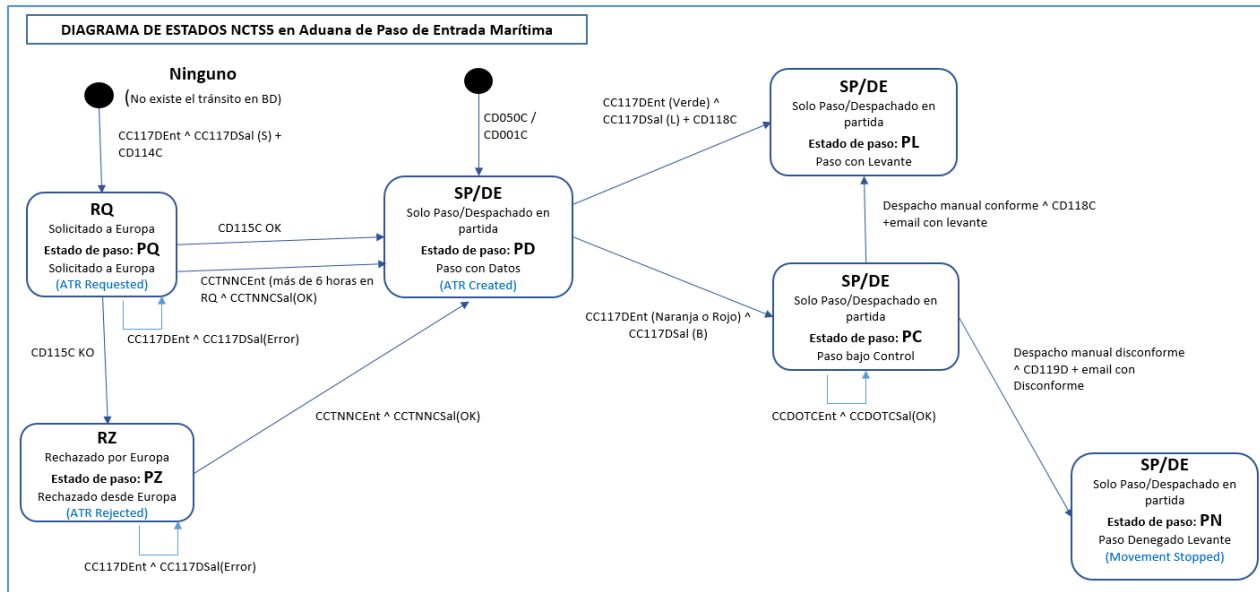 DIAGRAMA DE ESTADOS NCTS5 en Aduana de Paso de Entrada Marítima
Ninguno
(No existe el tránsito en BD)
CC117DEnt ^ CC117DSal (S) +
CD114C
CD050C /
CD001C
CC117DEnt (Verde) ^
CC117DSal (L) + CD118C
SP/DE
Solo Paso/Despachado en
partida
Estado de paso: PL
Paso con Levante
RQ
Solicitado a Europa
Estado de paso: PQ
Solicitado a Europa
(ATR Requested)
CD115C OK
CCTNNCEnt (más de 6 horas en
RQ ^ CCTNNCSal(OK)
CC117DEnt ^ CC117DSal(Error)
SP/DE
Solo Paso/Despachado en
partida
Estado de paso: PD
Paso con Datos
(ATR Created)
Despacho manual conforme ^ CD118C
+email con levante
CC117DEnt (Naranja o Rojo) ^
CC117DSal (B)
SP/DE
Solo Paso/Despachado en
partida
Estado de paso: PC
Paso bajo Control
CCDOTCEnt ^ CCDOTCSal(OK)
Despacho manual disconforme
^ CD119D + email con
Disconforme
CD115C KO
CCTNNCEnt ^ CCTNNCSal(OK)
RZ
Rechazado por Europa
Estado de paso: PZ
Rechazado desde Europa
(ATR Rejected)
CC117DEnt ^ CC117DSal(Error)
SP/DE
Solo Paso/Despachado en
partida
Estado de paso: PN
Paso Denegado Levante
(Movement Stopped)